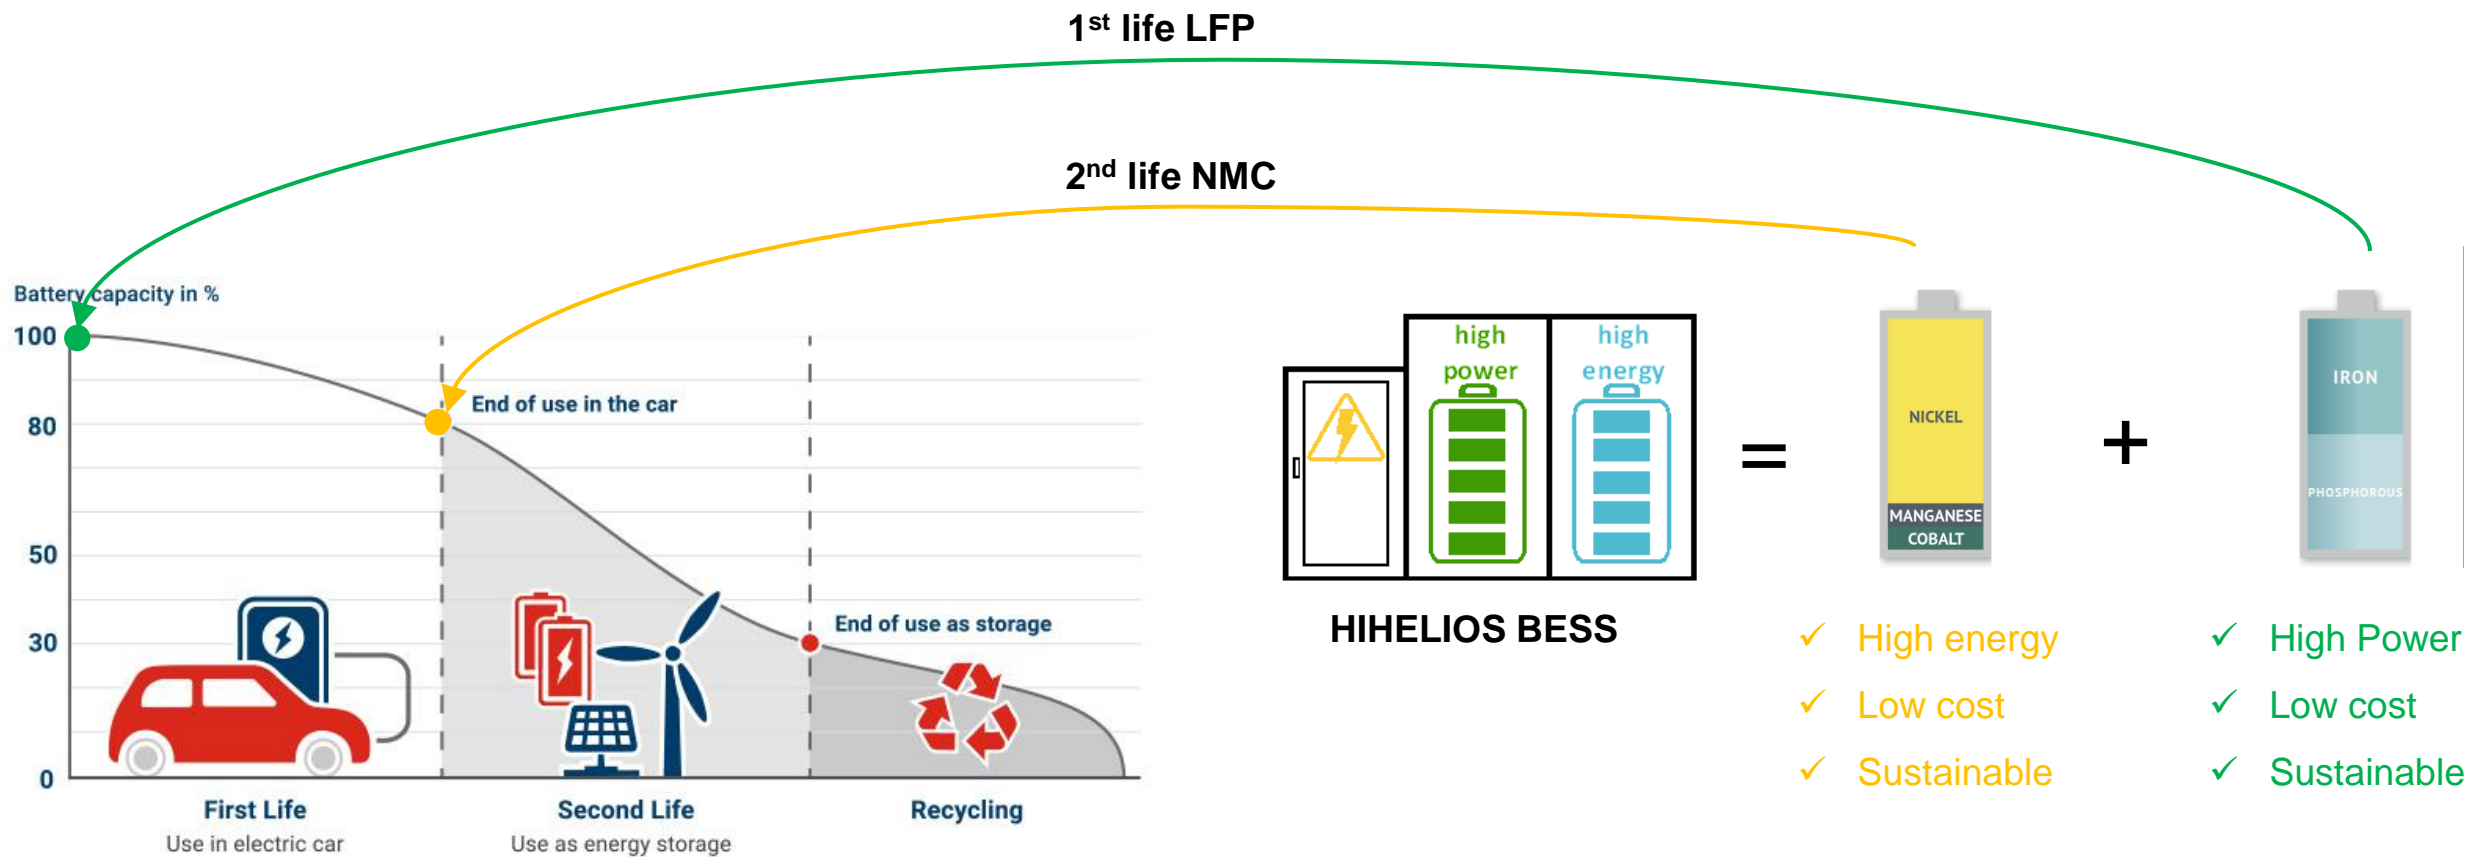 1st life LFP
2nd life NMC
Battery capacity in %
100
80
50
30
0
End of use in the car
End of use as storage
First Life
Use in electric car
Second Life
Use as energy storage
Recycling
high
power
high
energy
HIHELIOS BESS
=
NICKEL
MANGANESE
COBALT
+
IRON
PHOSPHOROUS
✓ High energy
✓ Low cost
✓ Sustainable
✓ High Power
✓ Low cost
✓ Sustainable